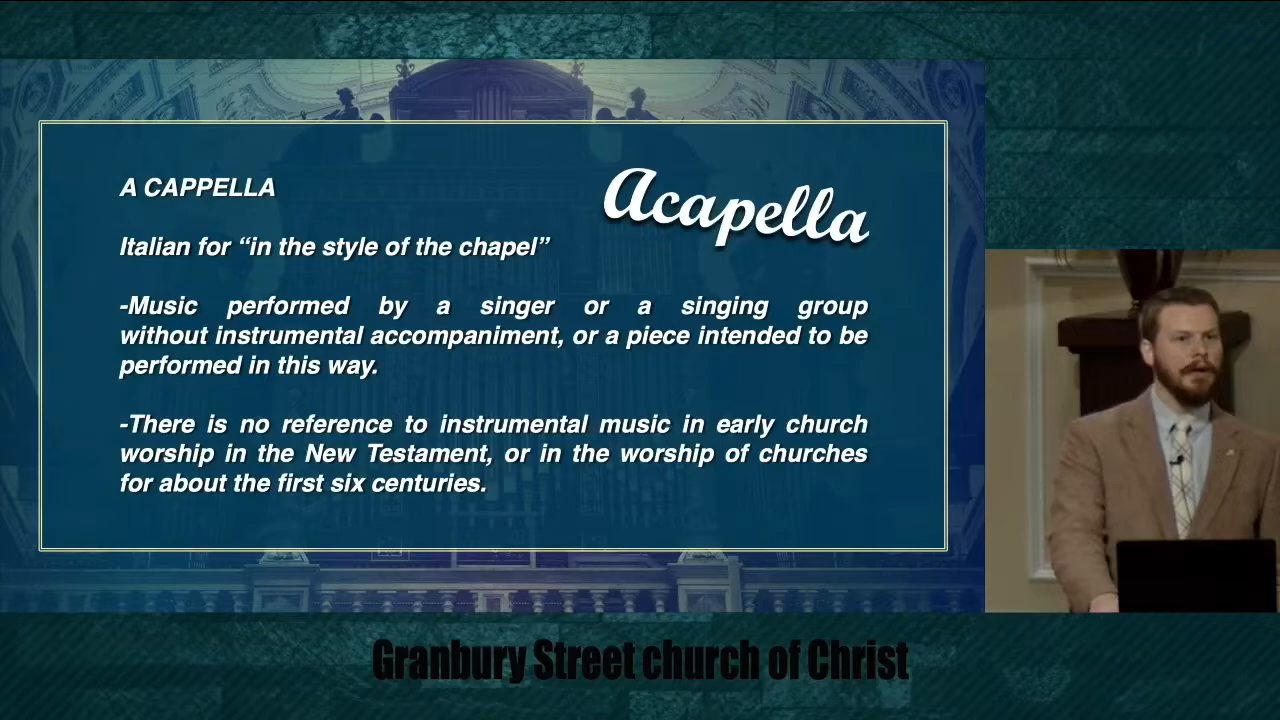 A CAPPELLA
Acapella
Italian for “in the style of the chapel”
-Music performed by a singer or a singing group
without instrumental accompaniment, or a piece intended to be
performed in this way.
-There is no reference to instrumental music in early church
worship in the New Testament, or in the worship of churches
for about the first six centuries.
Granbury Street church of Christ